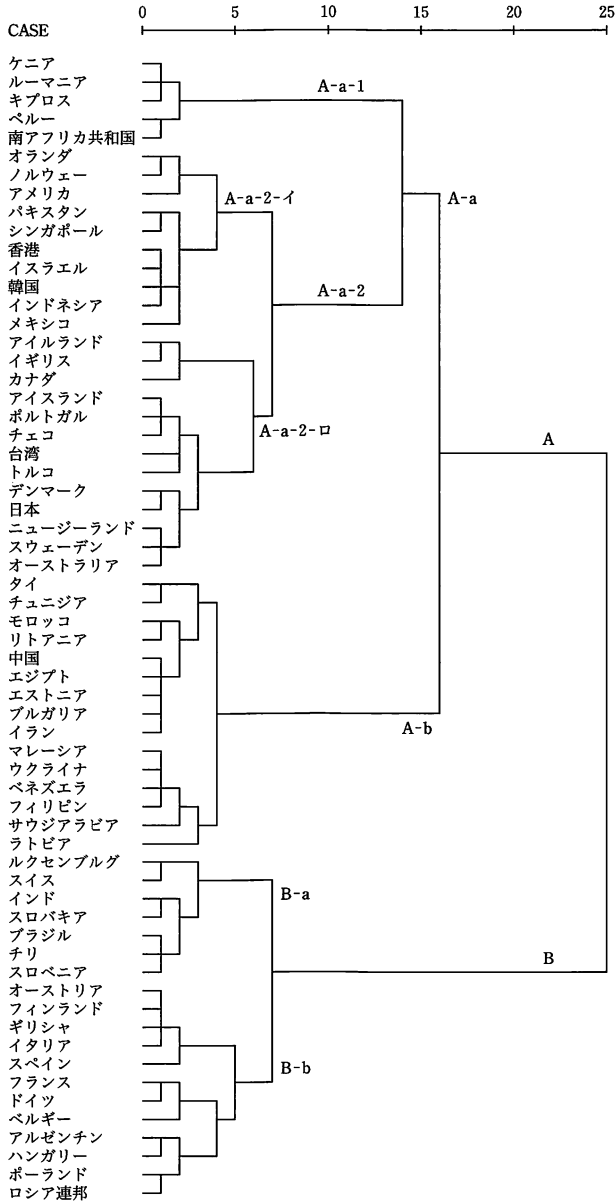 0 5 10 15 20 25
CASE
ケニア
ルーマニア
A-a-1
キプロス
ペルー
南アフリカ共和国
オランダ
ノルウェー
アメリカ
A-a-2-イ
A-a
パキスタン
シンガポール
香港
イスラエル
韓国
A-a-2
インドネシア
メキシコ
アイルランド
イギリス
カナダ
アイスランド
ポルトガル
チェコ
A-a-2-ロ
A
台湾
トルコ
デンマーク
日本
ニュージーランド
スウェーデン
オーストラリア
タイ
チュニジア
モロッコ
リトアニア
中国
エジプト
エストニア
ブルガリア
A-b
イラン
マレーシア
ウクライナ
ベネズエラ
フィリピン
サウジアラビア
ラトビア
ルクセンブルグ
スイス
B-a
インド
スロバキア
ブラジル
チリ
B
スロベニア
オーストリア
フィンランド
ギリシャ
イタリア
スペイン
B-b
フランス
ドイツ
ベルギー
アルゼンチン
ハンガリー
ポーランド
ロシア連邦